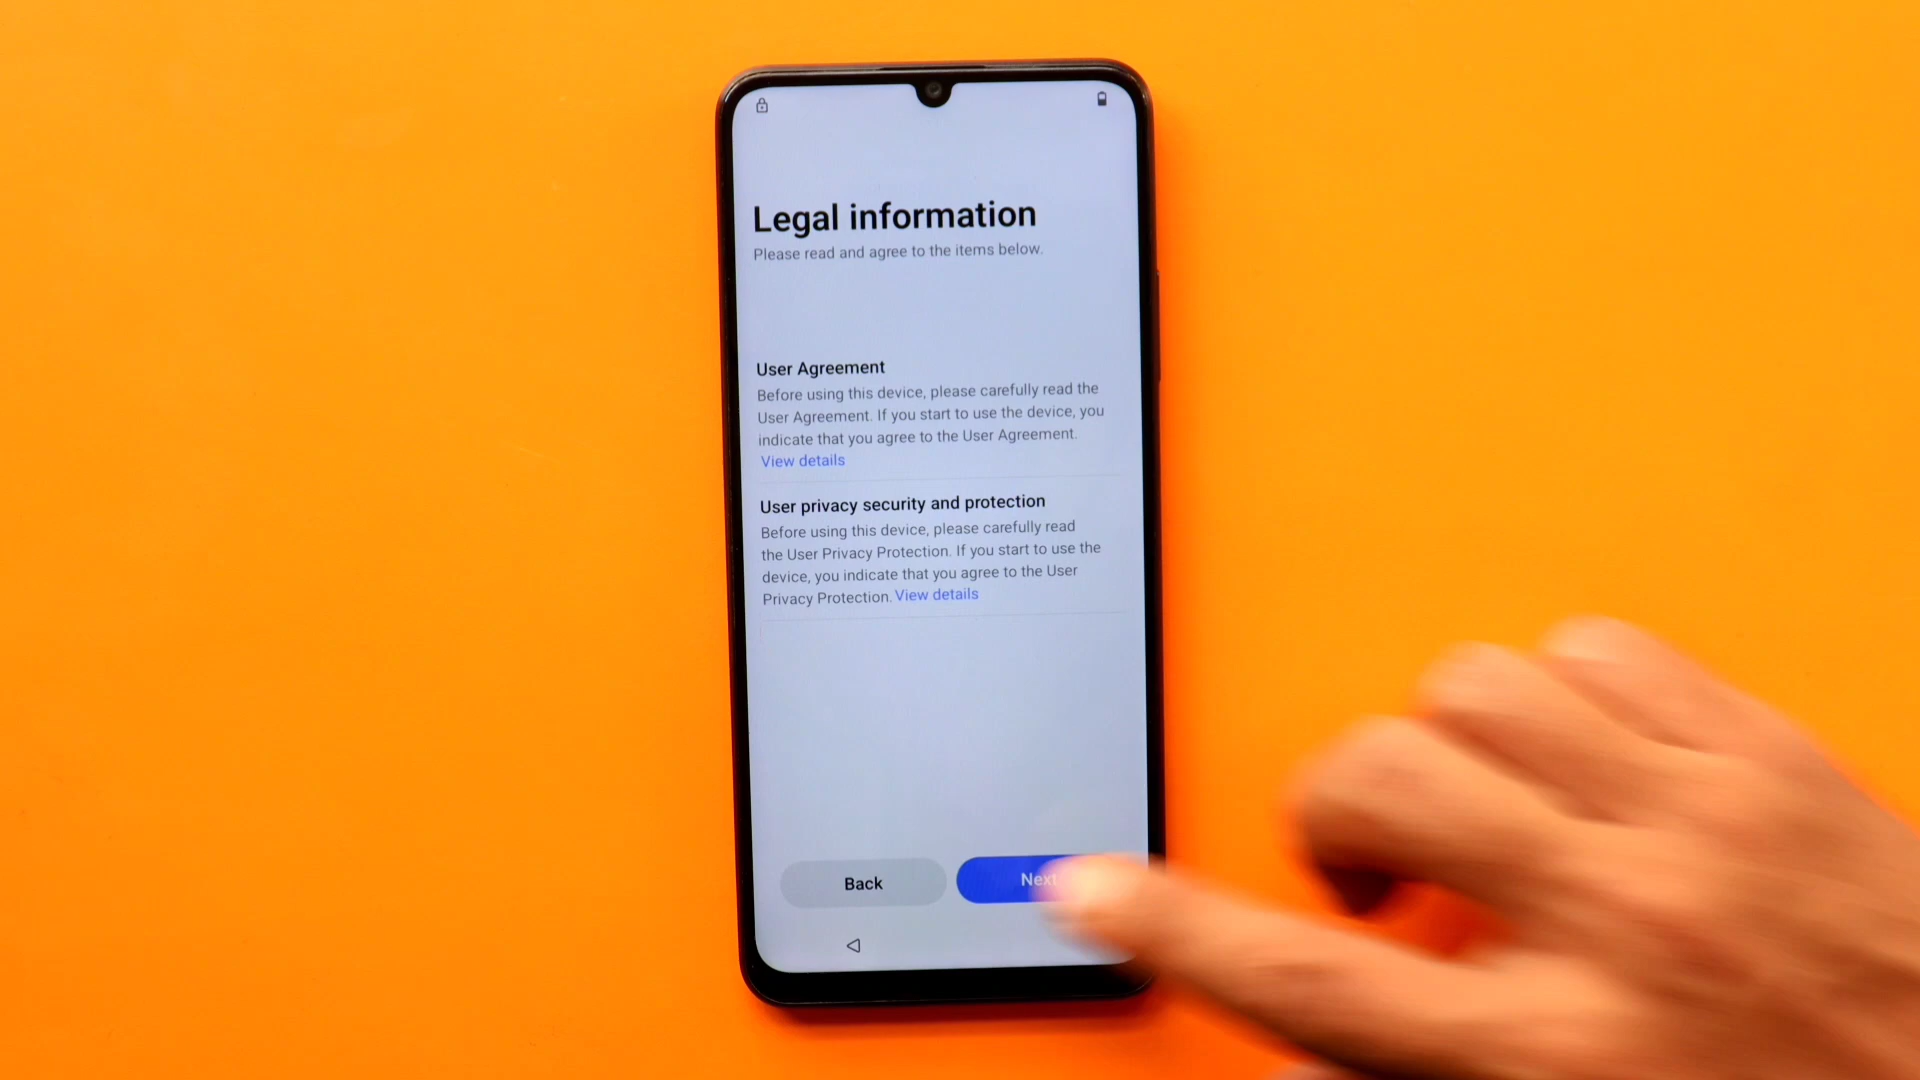 Legal information
Please read and agree to the items below.
User Agreement
Before using this device, please carefully read the
User Agreement. If you start to use the device, you
indicate that you agree to the User Agreement.
View details
User privacy security and protection
Before using this device, please carefully read
the User Privacy Protection. If you start to use the
device, you indicate that you agree to the User
Privacy Protection. View details
Back
Next